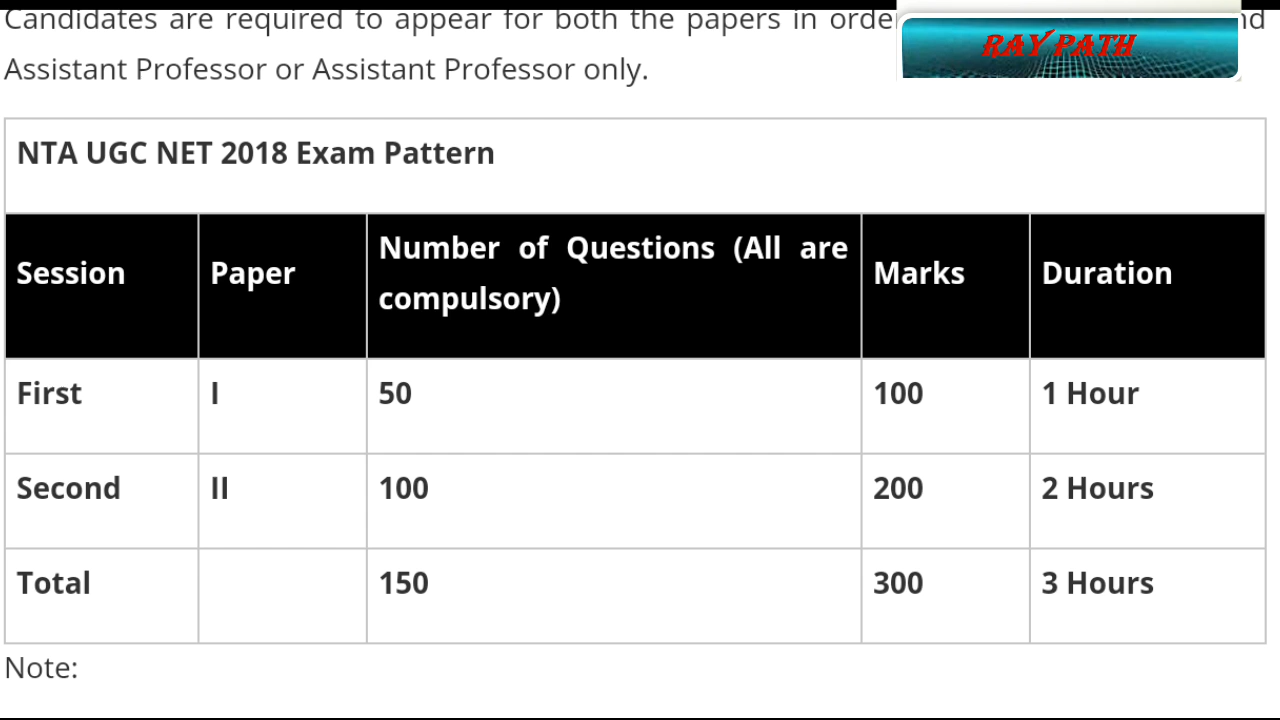 Candidates are required to appear for both the papers in
RAY PATH
Assistant Professor or Assistant Professor only.
NTA UGC NET 2018 Exam Pattern
Session Paper Number of Questions (All are compulsory) Marks Duration
First I 50 100 1 Hour
Second II 100 200 2 Hours
Total 150 300 3 Hours
Note: